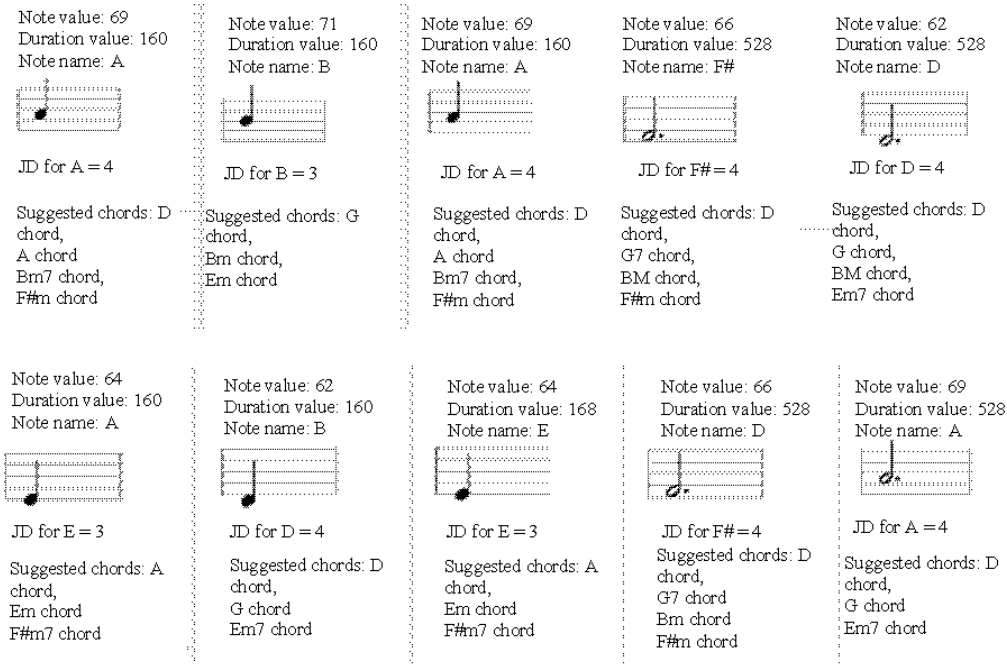 Note value: 69
Duration value: 160
Note name: A
JD for A = 4
Suggested chords: D
chord,
A chord
Bm7 chord,
F#m chord
Note value: 71
Duration value: 160
Note name: B
JD for B = 3
Suggested chords: G
chord,
Bm chord,
Em chord
Note value: 69
Duration value: 160
Note name: A
JD for A = 4
Suggested chords: D
chord,
A chord
Bm7 chord,
F#m chord
Note value: 66
Duration value: 528
Note name: F#
JD for F# = 4
Suggested chords: D
chord,
G7 chord,
BM chord,
F#m chord
Note value: 62
Duration value: 528
Note name: D
JD for D = 4
Suggested chords: D
chord,
G chord,
BM chord,
Em7 chord
Note value: 64
Duration value: 160
Note name: A
JD for E = 3
Suggested chords: A
chord,
Em chord
F#m7 chord
Note value: 62
Duration value: 160
Note name: B
JD for D = 4
Suggested chords: D
chord,
G chord
Em7 chord
Note value: 64
Duration value: 168
Note name: E
JD for E = 3
Suggested chords: A
chord,
Em chord
F#m7 chord
Note value: 66
Duration value: 528
Note name: D
JD for F# = 4
Suggested chords: D
chord,
G7 chord
Bm chord
F#m chord
Note value: 69
Duration value: 528
Note name: A
JD for A = 4
Suggested chords: D
chord,
G chord
Em7 chord